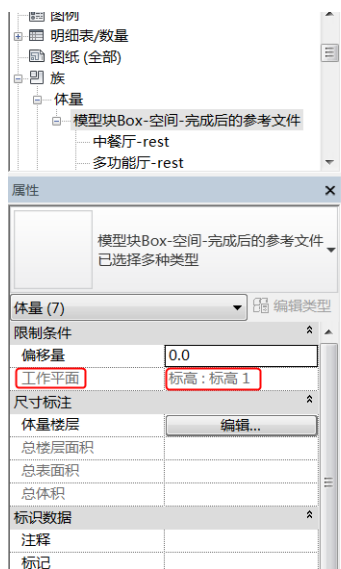 图例
明细表/数量
图纸 (全部)
族
体量
模型块Box-空间-完成后的参考文件
中餐厅-rest
多功能厅-rest
属性
模型块Box-空间-完成后的参考文件
已选择多种类型
体量 (7)
编辑类型
限制条件
偏移量 0.0
工作平面 标高 : 标高 1
尺寸标注
体量楼层 编辑...
总楼层面积
总表面积
总体积
标识数据
注释
标记